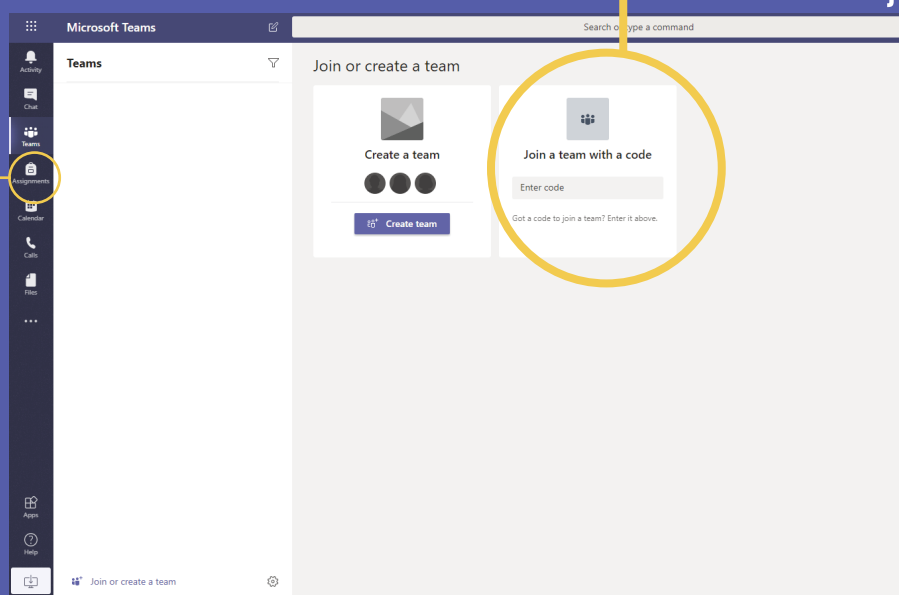 Microsoft Teams
Search or type a command
Activity
Chat
Teams
Assignments
Calendar
Calls
Files
Apps
Help
Teams
Join or create a team
Join or create a team
Create a team
Create team
Join a team with a code
Enter code
Got a code to join a team? Enter it above.